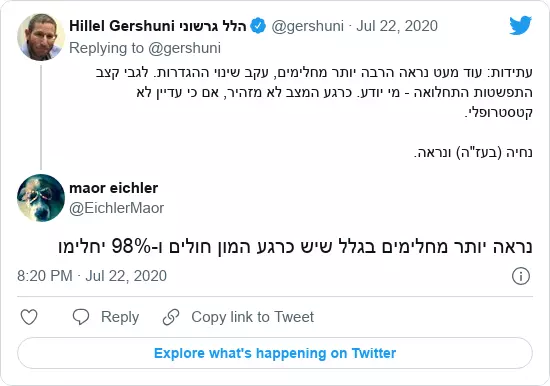 Hillel Gershuni הלל גרשוני @gershuni · Jul 22, 2020
Replying to @gershuni
עתידות: עוד מעט נראה הרבה יותר מחלימים, עקב שינוי ההגדרות. לגבי קצב
התפשטות התחלואה - מי יודע. כרגע המצב לא מזהיר, אם כי עדיין לא
קטסטרופלי.
נחיה (בעז"ה) ונראה.
maor eichler
@EichlerMaor
נראה יותר מחלימים בגלל שיש כרגע המון חולים ו-98% יחלימו
8:20 PM · Jul 22, 2020
Reply
Copy link to Tweet
Explore what's happening on Twitter